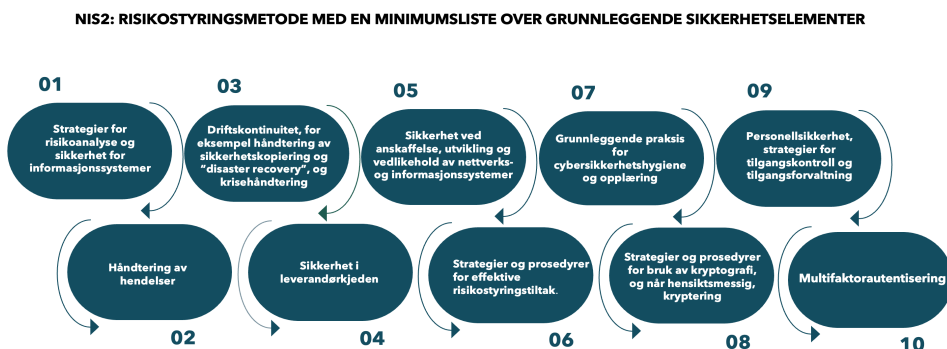 NIS2: RISIKOSTYRINGSMETODE MED EN MINIMUMSLISTE OVER GRUNNLEGGENDE SIKKERHETSELEMENTER
01
Strategier for
risikoanalyse og
sikkerhet for
informasjonssystemer
Håndtering av
hendelser
02
03
Driftskontinuitet, for
eksempel håndtering av
sikkerhetskopiering og
"disaster recovery", og
krisehåndtering
Sikkerhet i
leverandørkjeden
04
05
Sikkerhet ved
anskaffelse, utvikling og
vedlikehold av nettverks-
og informasjonssystemer
Strategier og prosedyrer
for effektive
risikostyringstiltak.
06
07
Grunnleggende praksis
for
cybersikkerhetshygiene
og opplæring
Strategier og prosedyrer
for bruk av kryptografi,
og når hensiktsmessig,
kryptering
08
09
Personellsikkerhet,
strategier for
tilgangskontroll og
tilgangsforvaltning
Multifaktorautentisering
10